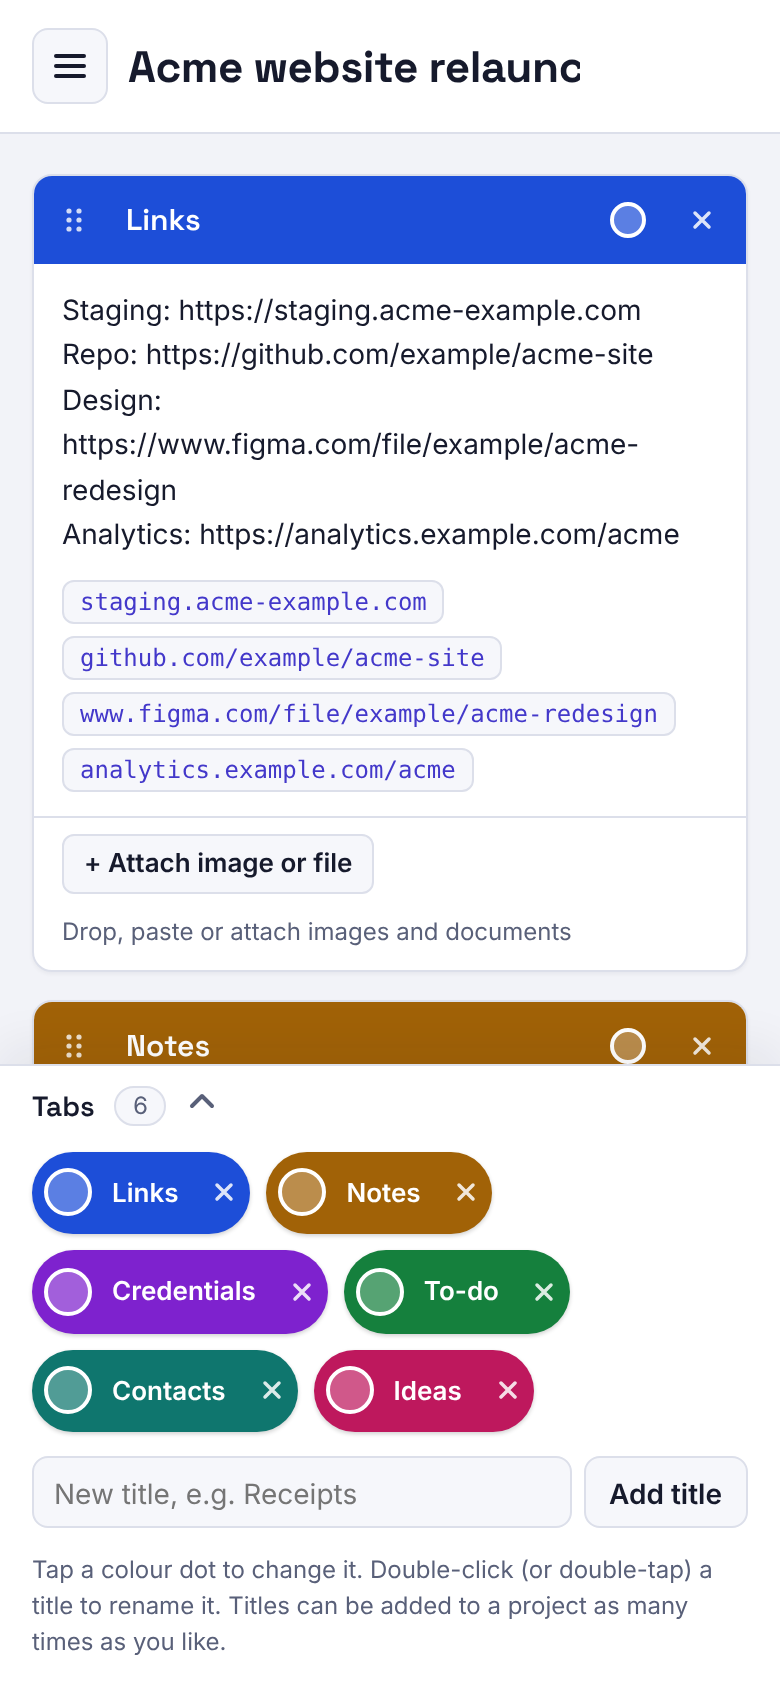 Acme website relaunc
Links
Staging: https://staging.acme-example.com
Repo: https://github.com/example/acme-site
Design:
https://www.figma.com/file/example/acme-
redesign
Analytics: https://analytics.example.com/acme
staging.acme-example.com
github.com/example/acme-site
www.figma.com/file/example/acme-redesign
analytics.example.com/acme
+ Attach image or file
Drop, paste or attach images and documents
Notes
Tabs 6
Links Notes
Credentials To-do
Contacts Ideas
New title, e.g. Receipts Add title
Tap a colour dot to change it. Double-click (or double-tap) a
title to rename it. Titles can be added to a project as many
times as you like.